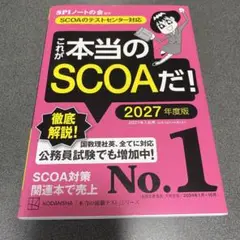 SPIノートの会
SCOAのテストセンター対応
これが
本当の
SCOAだ!
2027年度版
徹底
解説!
国数理社英、全てに対応
公務員試験でも増加中!
SCOA対策
関連本で売上
No.1
KODANSHA